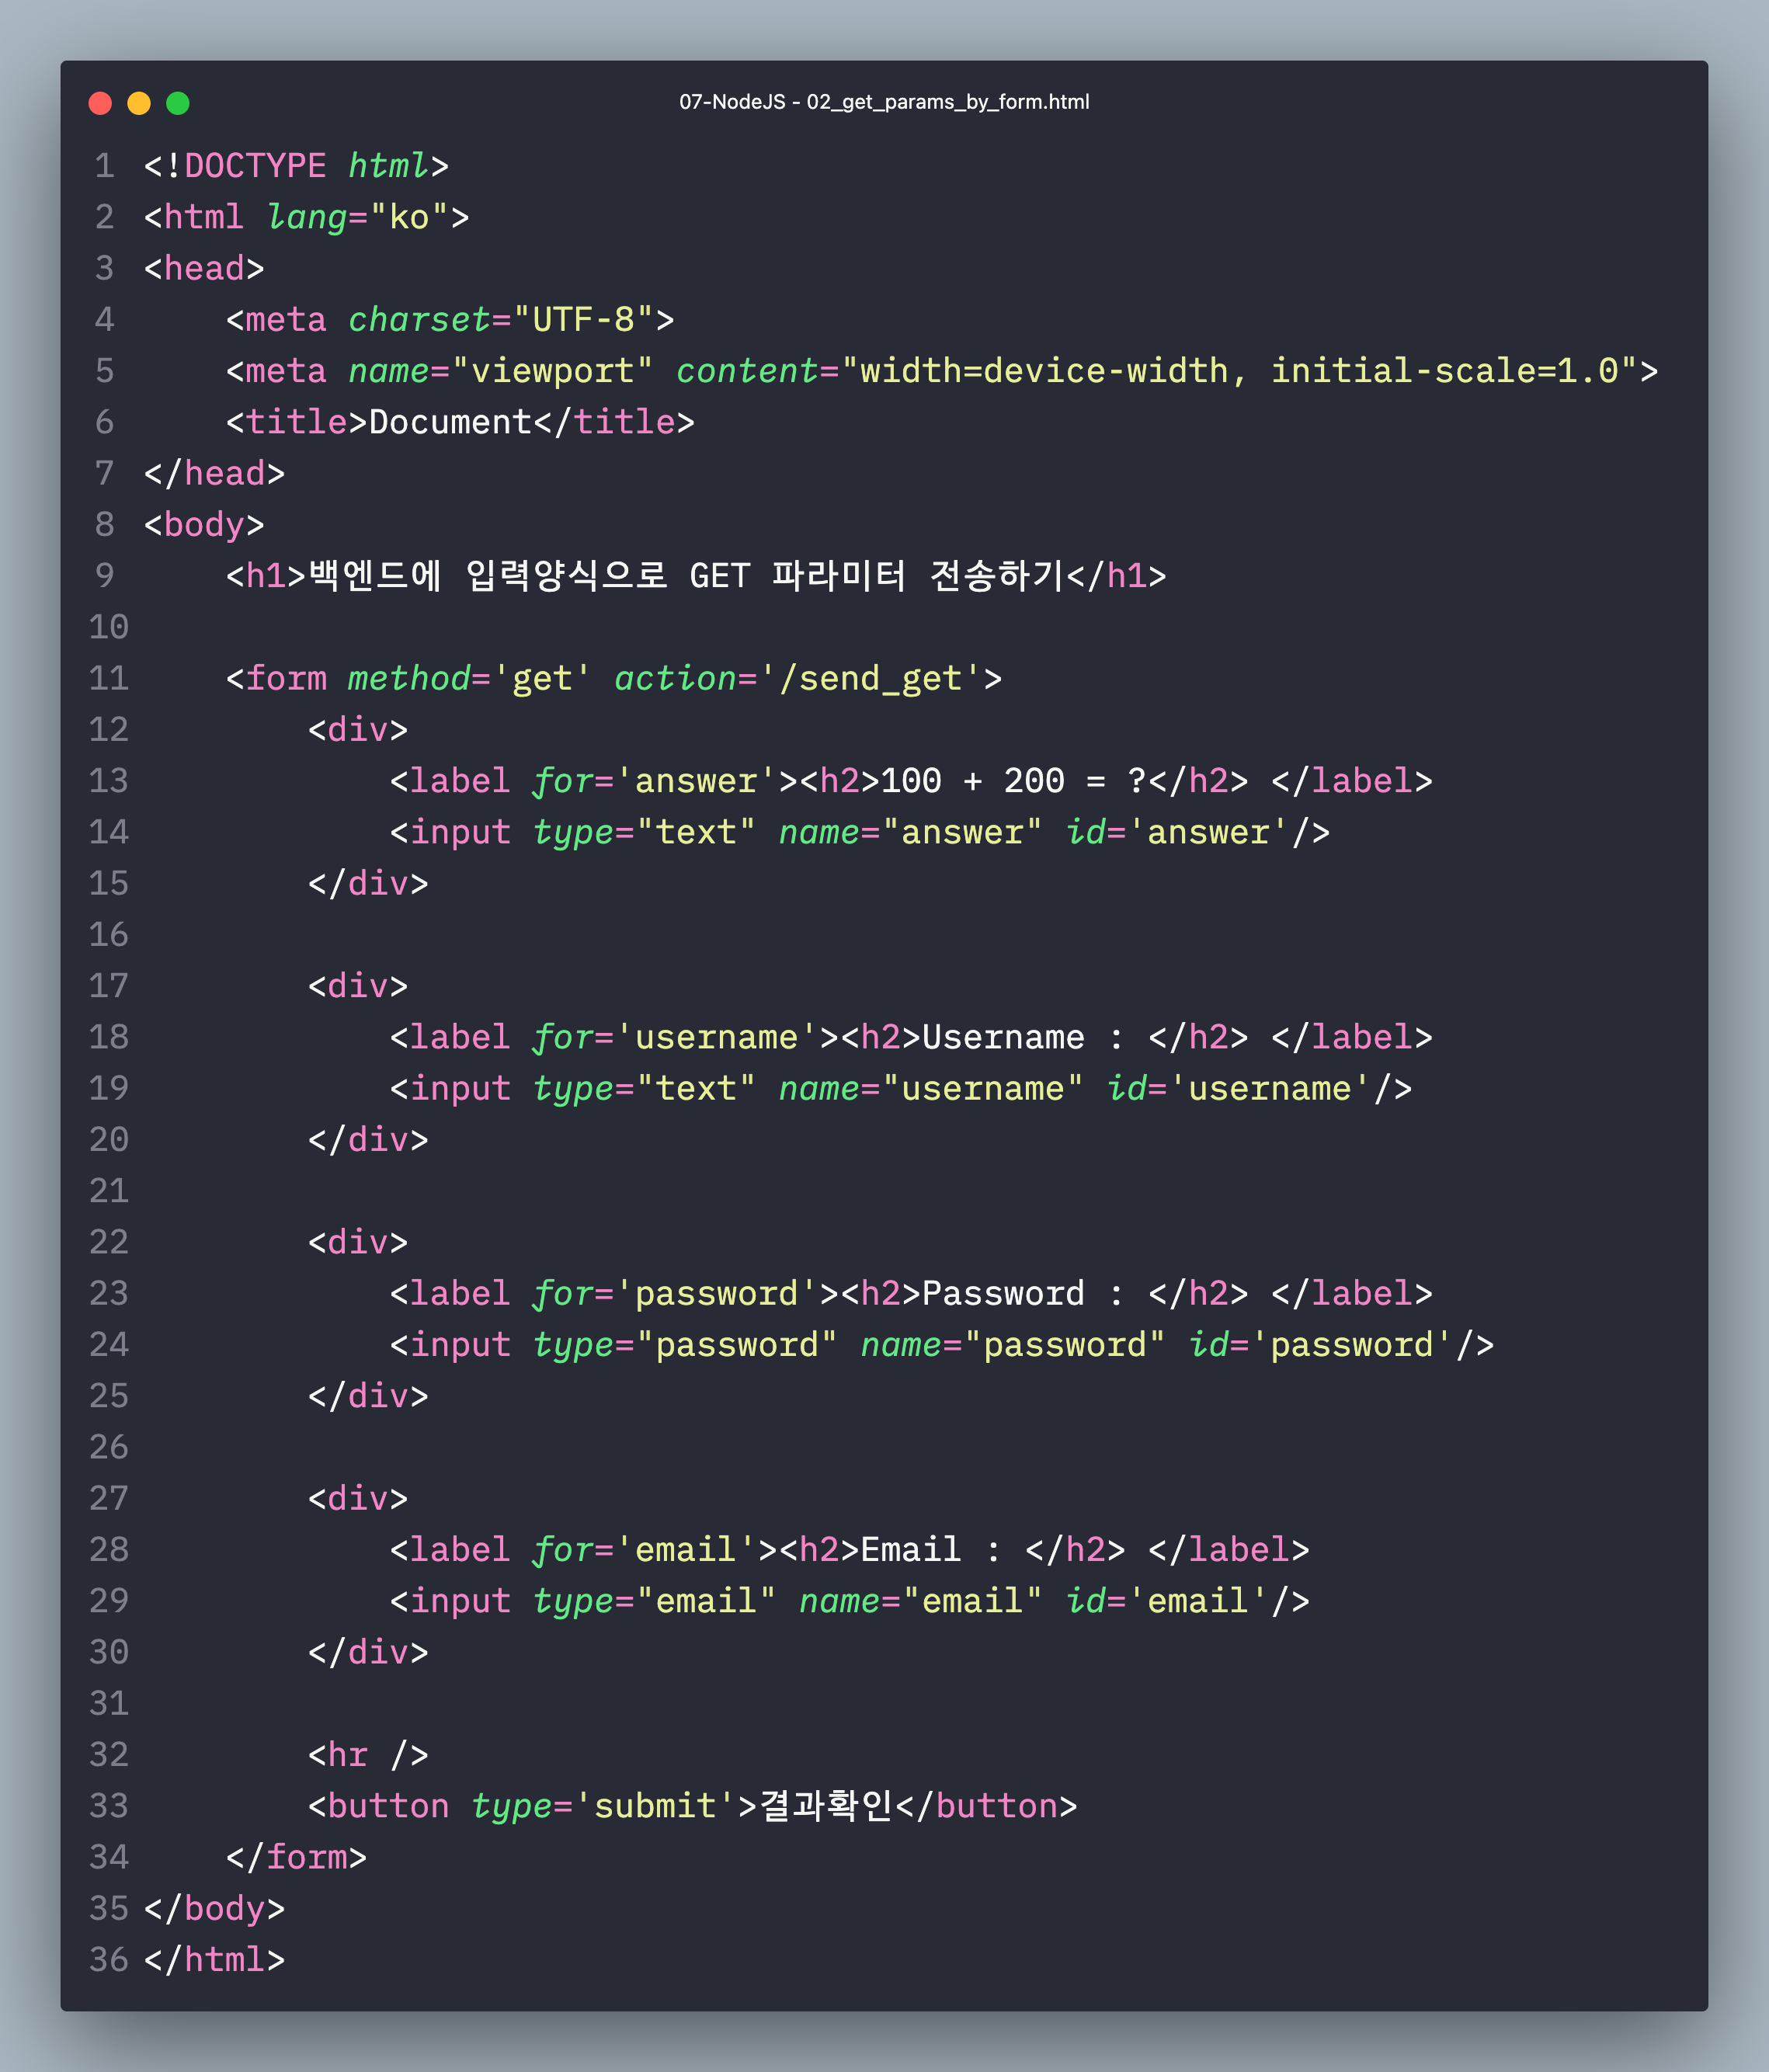 07-NodeJS - 02_get_params_by_form.html
1 <!DOCTYPE html>
2 <html lang="ko">
3 <head>
4     <meta charset="UTF-8">
5     <meta name="viewport" content="width=device-width, initial-scale=1.0">
6     <title>Document</title>
7 </head>
8 <body>
9     <h1>백엔드에 입력양식으로 GET 파라미터 전송하기</h1>
10
11     <form method='get' action='/send_get'>
12         <div>
13             <label for='answer'><h2>100 + 200 = ?</h2> </label>
14             <input type="text" name="answer" id='answer'/>
15         </div>
16
17         <div>
18             <label for='username'><h2>Username : </h2> </label>
19             <input type="text" name="username" id='username'/>
20         </div>
21
22         <div>
23             <label for='password'><h2>Password : </h2> </label>
24             <input type="password" name="password" id='password'/>
25         </div>
26
27         <div>
28             <label for='email'><h2>Email : </h2> </label>
29             <input type="email" name="email" id='email'/>
30         </div>
31
32         <hr />
33         <button type='submit'>결과확인</button>
34     </form>
35 </body>
36 </html>